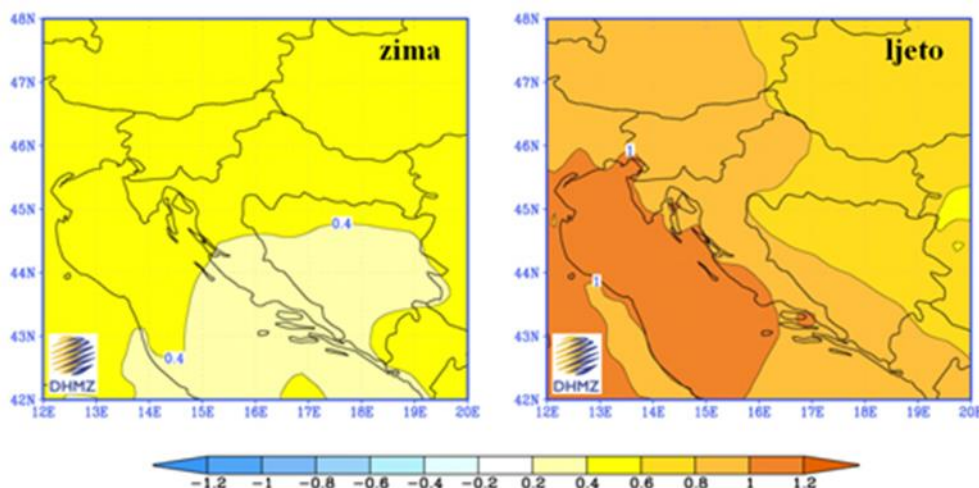 48N
zima
47N
46N
45N
0.4
44N
43N
0.4
DHMZ
42N
12E 13E 14E 15E 16E 17E 18E 19E 20E
48N
ljeto
47N
46N
1
45N
44N
1
43N
DHMZ
42N
12E 13E 14E 15E 16E 17E 18E 19E 20E
-1.2 -1 -0.8 -0.6 -0.4 -0.2 0.2 0.4 0.6 0.8 1 1.2